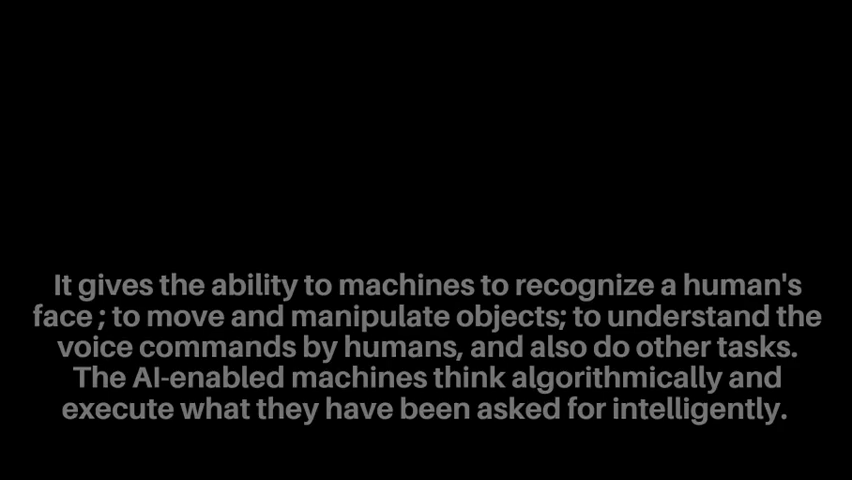 It gives the ability to machines to recognize a human's
face ; to move and manipulate objects; to understand the
voice commands by humans, and also do other tasks.
The AI-enabled machines think algorithmically and
execute what they have been asked for intelligently.